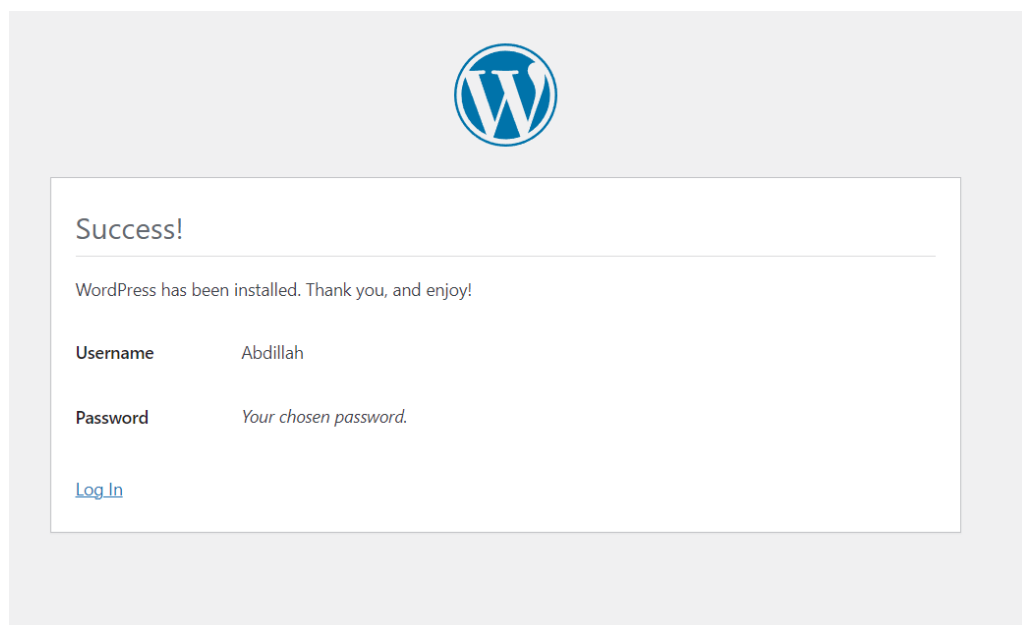 Success!
WordPress has been installed. Thank you, and enjoy!
Username Abdillah
Password Your chosen password.
Log In